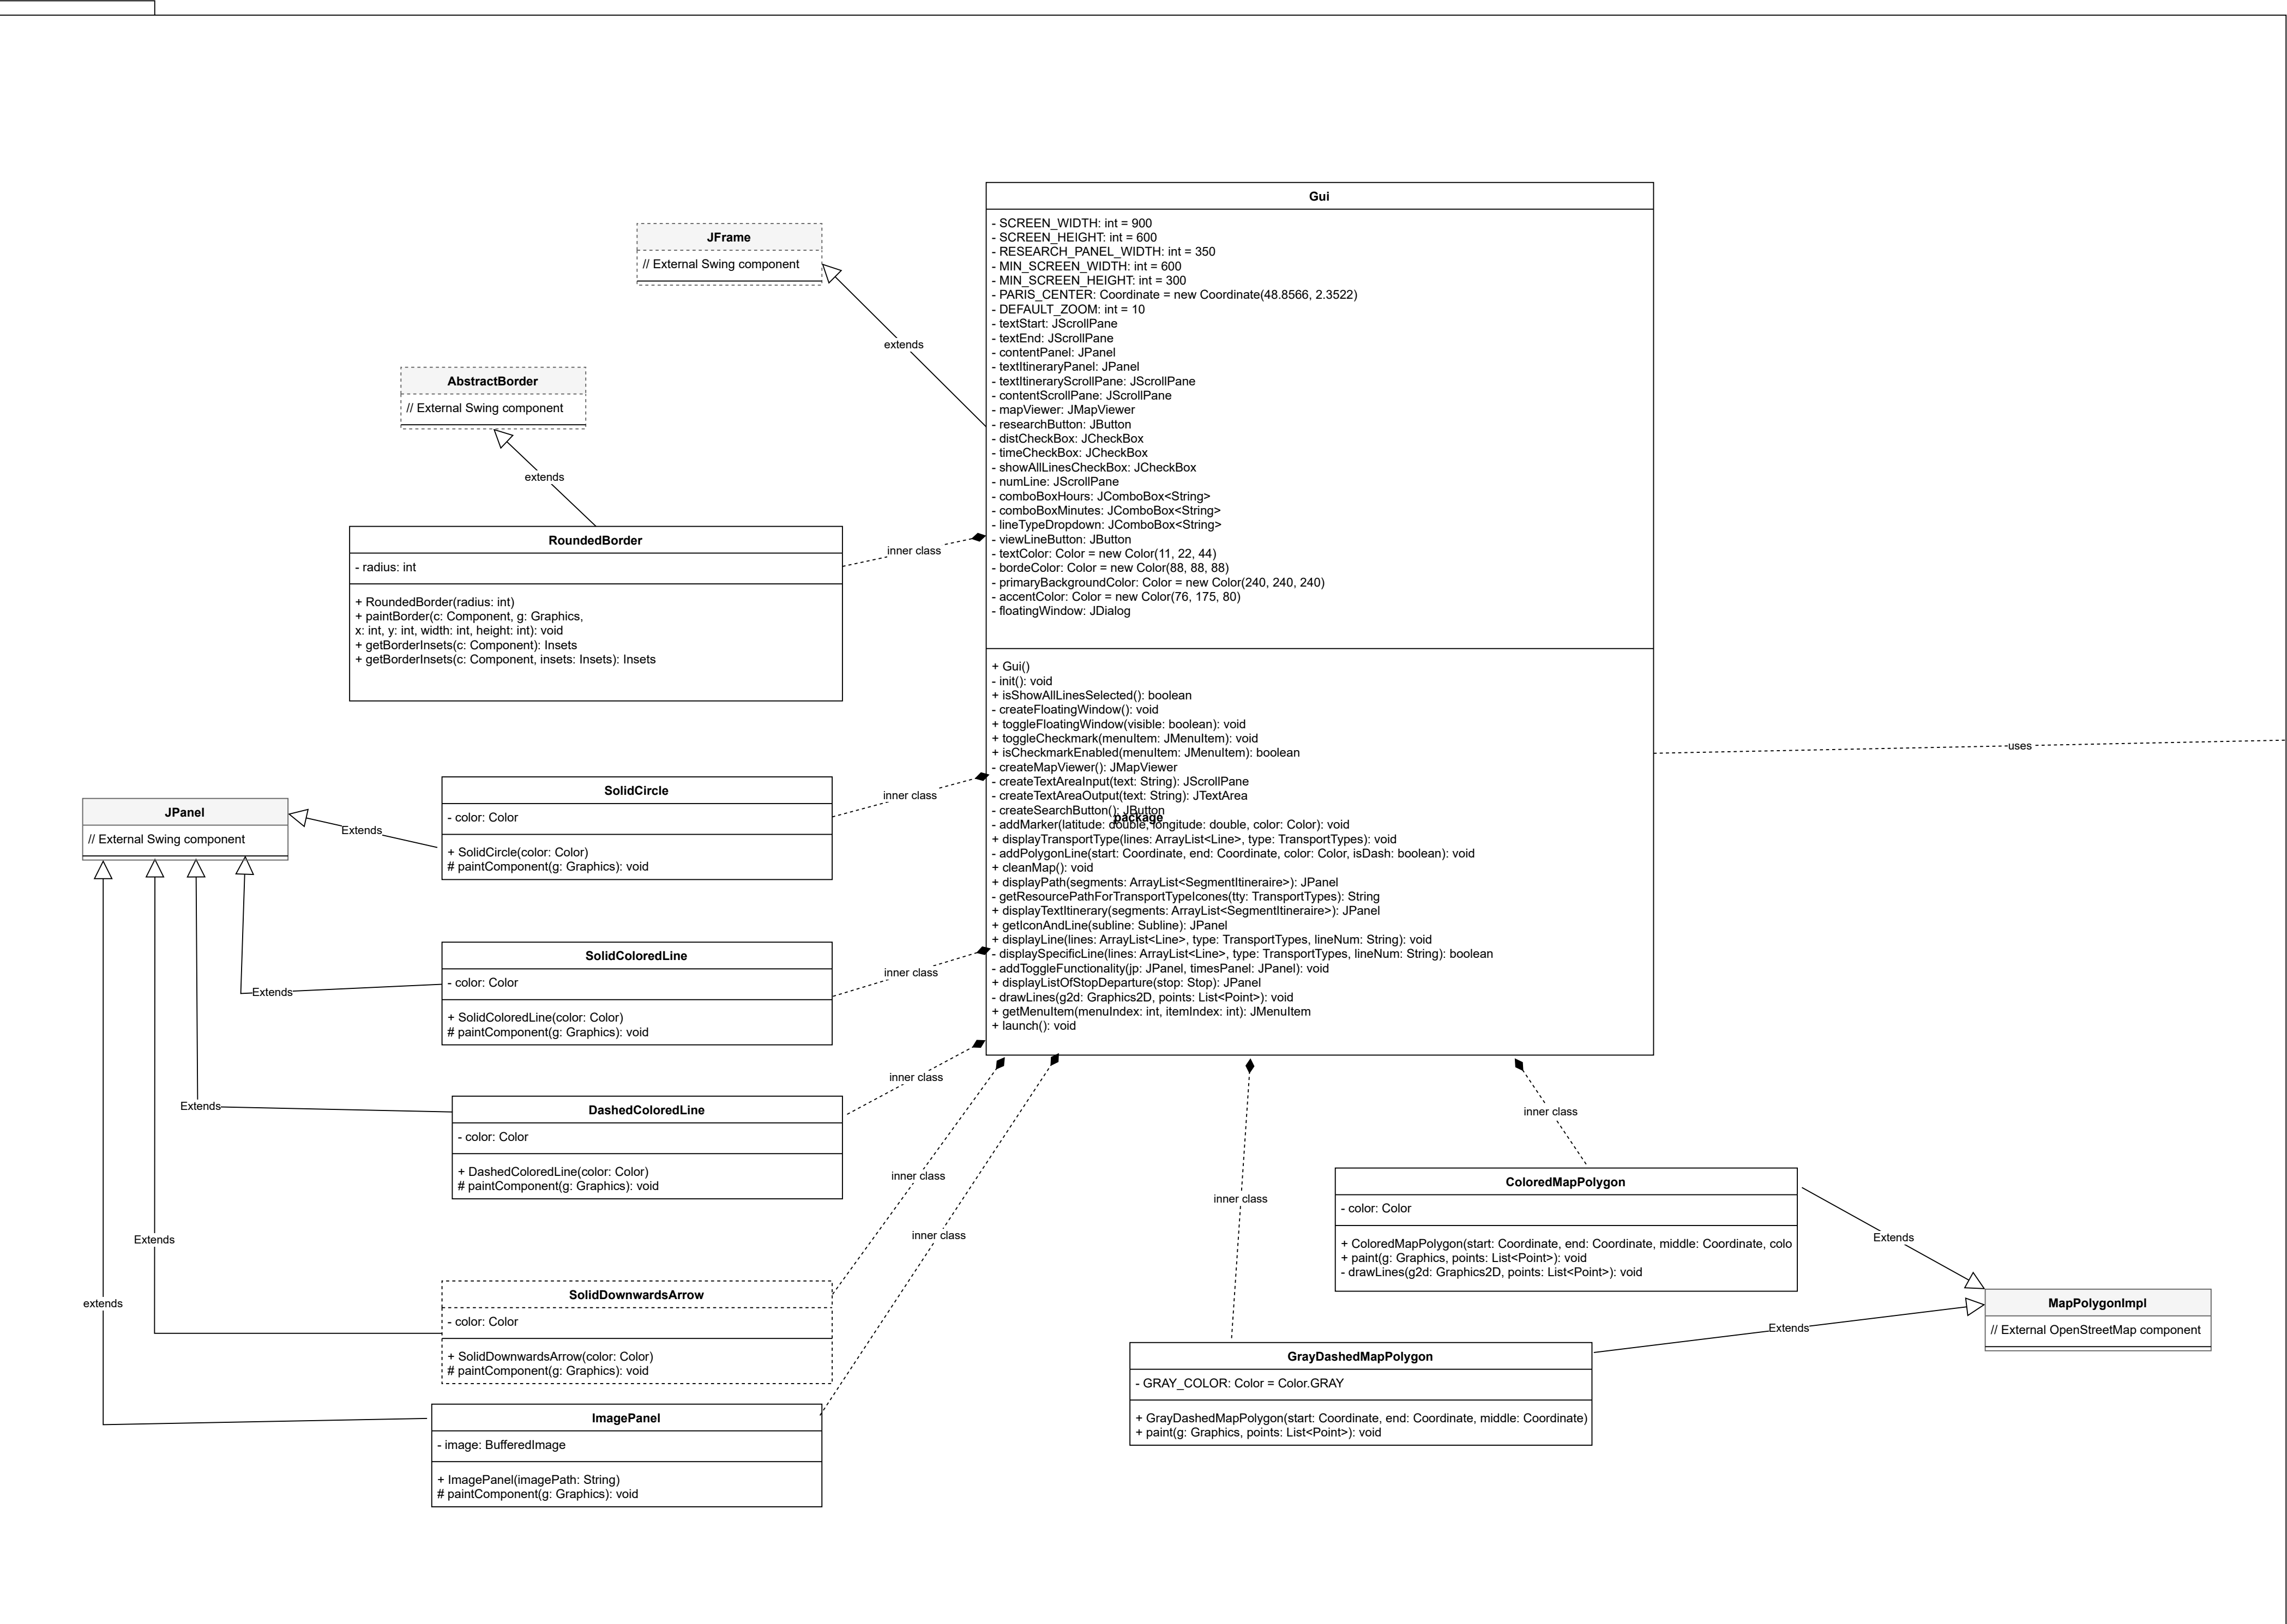 Gui
- SCREEN_WIDTH: int = 900
- SCREEN_HEIGHT: int = 600
- RESEARCH_PANEL_WIDTH: int = 350
- MIN_SCREEN_WIDTH: int = 600
- MIN_SCREEN_HEIGHT: int = 300
- PARIS_CENTER: Coordinate = new Coordinate(48.8566, 2.3522)
- DEFAULT_ZOOM: int = 10
- textStart: JScrollPane
- textEnd: JScrollPane
- contentPanel: JPanel
- textItineraryPanel: JPanel
- textItineraryScrollPane: JScrollPane
- contentScrollPane: JScrollPane
- mapViewer: JMapViewer
- researchButton: JButton
- distCheckBox: JCheckBox
- timeCheckBox: JCheckBox
- showAllLinesCheckBox: JCheckBox
- numLine: JScrollPane
- comboBoxHours: JComboBox<String>
- comboBoxMinutes: JComboBox<String>
- lineTypeDropdown: JComboBox<String>
- viewLineButton: JButton
- textColor: Color = new Color(11, 22, 44)
- bordeColor: Color = new Color(88, 88, 88)
- primaryBackgroundColor: Color = new Color(240, 240, 240)
- accentColor: Color = new Color(76, 175, 80)
- floatingWindow: JDialog
+ Gui()
- init(): void
+ isShowAllLinesSelected(): boolean
- createFloatingWindow(): void
+ toggleFloatingWindow(visible: boolean): void
+ toggleCheckmark(menuItem: JMenuItem): void
+ isCheckmarkEnabled(menuItem: JMenuItem): boolean
- createMapViewer(): JMapViewer
- createTextAreaInput(text: String): JScrollPane
- createTextAreaOutput(text: String): JTextArea
- createSearchButton(): JButton
package
- addMarker(latitude: double, longitude: double, color: Color): void
+ displayTransportType(lines: ArrayList<Line>, type: TransportTypes): void
- addPolygonLine(start: Coordinate, end: Coordinate, color: Color, isDash: boolean): void
+ cleanMap(): void
+ displayPath(segments: ArrayList<SegmentItineraire>): JPanel
- getResourcePathForTransportTypeIcones(tty: TransportTypes): String
+ displayTextItinerary(segments: ArrayList<SegmentItineraire>): JPanel
+ getIconAndLine(subline: Subline): JPanel
+ displayLine(lines: ArrayList<Line>, type: TransportTypes, lineNum: String): void
- displaySpecificLine(lines: ArrayList<Line>, type: TransportTypes, lineNum: String): boolean
- addToggleFunctionality(jp: JPanel, timesPanel: JPanel): void
+ displayListOfStopDeparture(stop: Stop): JPanel
- drawLines(g2d: Graphics2D, points: List<Point>): void
+ getMenuItem(menuIndex: int, itemIndex: int): JMenuItem
+ launch(): void
JFrame
// External Swing component
extends
AbstractBorder
// External Swing component
extends
RoundedBorder
- radius: int
+ RoundedBorder(radius: int)
+ paintBorder(c: Component, g: Graphics,
x: int, y: int, width: int, height: int): void
+ getBorderInsets(c: Component): Insets
+ getBorderInsets(c: Component, insets: Insets): Insets
inner class
uses
JPanel
// External Swing component
Extends
SolidCircle
- color: Color
+ SolidCircle(color: Color)
# paintComponent(g: Graphics): void
inner class
SolidColoredLine
- color: Color
+ SolidColoredLine(color: Color)
# paintComponent(g: Graphics): void
inner class
Extends
DashedColoredLine
- color: Color
+ DashedColoredLine(color: Color)
# paintComponent(g: Graphics): void
inner class
Extends
SolidDownwardsArrow
- color: Color
+ SolidDownwardsArrow(color: Color)
# paintComponent(g: Graphics): void
inner class
Extends
ImagePanel
- image: BufferedImage
+ ImagePanel(imagePath: String)
# paintComponent(g: Graphics): void
inner class
extends
ColoredMapPolygon
- color: Color
+ ColoredMapPolygon(start: Coordinate, end: Coordinate, middle: Coordinate, colo
+ paint(g: Graphics, points: List<Point>): void
- drawLines(g2d: Graphics2D, points: List<Point>): void
inner class
Extends
GrayDashedMapPolygon
- GRAY_COLOR: Color = Color.GRAY
+ GrayDashedMapPolygon(start: Coordinate, end: Coordinate, middle: Coordinate)
+ paint(g: Graphics, points: List<Point>): void
inner class
Extends
MapPolygonImpl
// External OpenStreetMap component